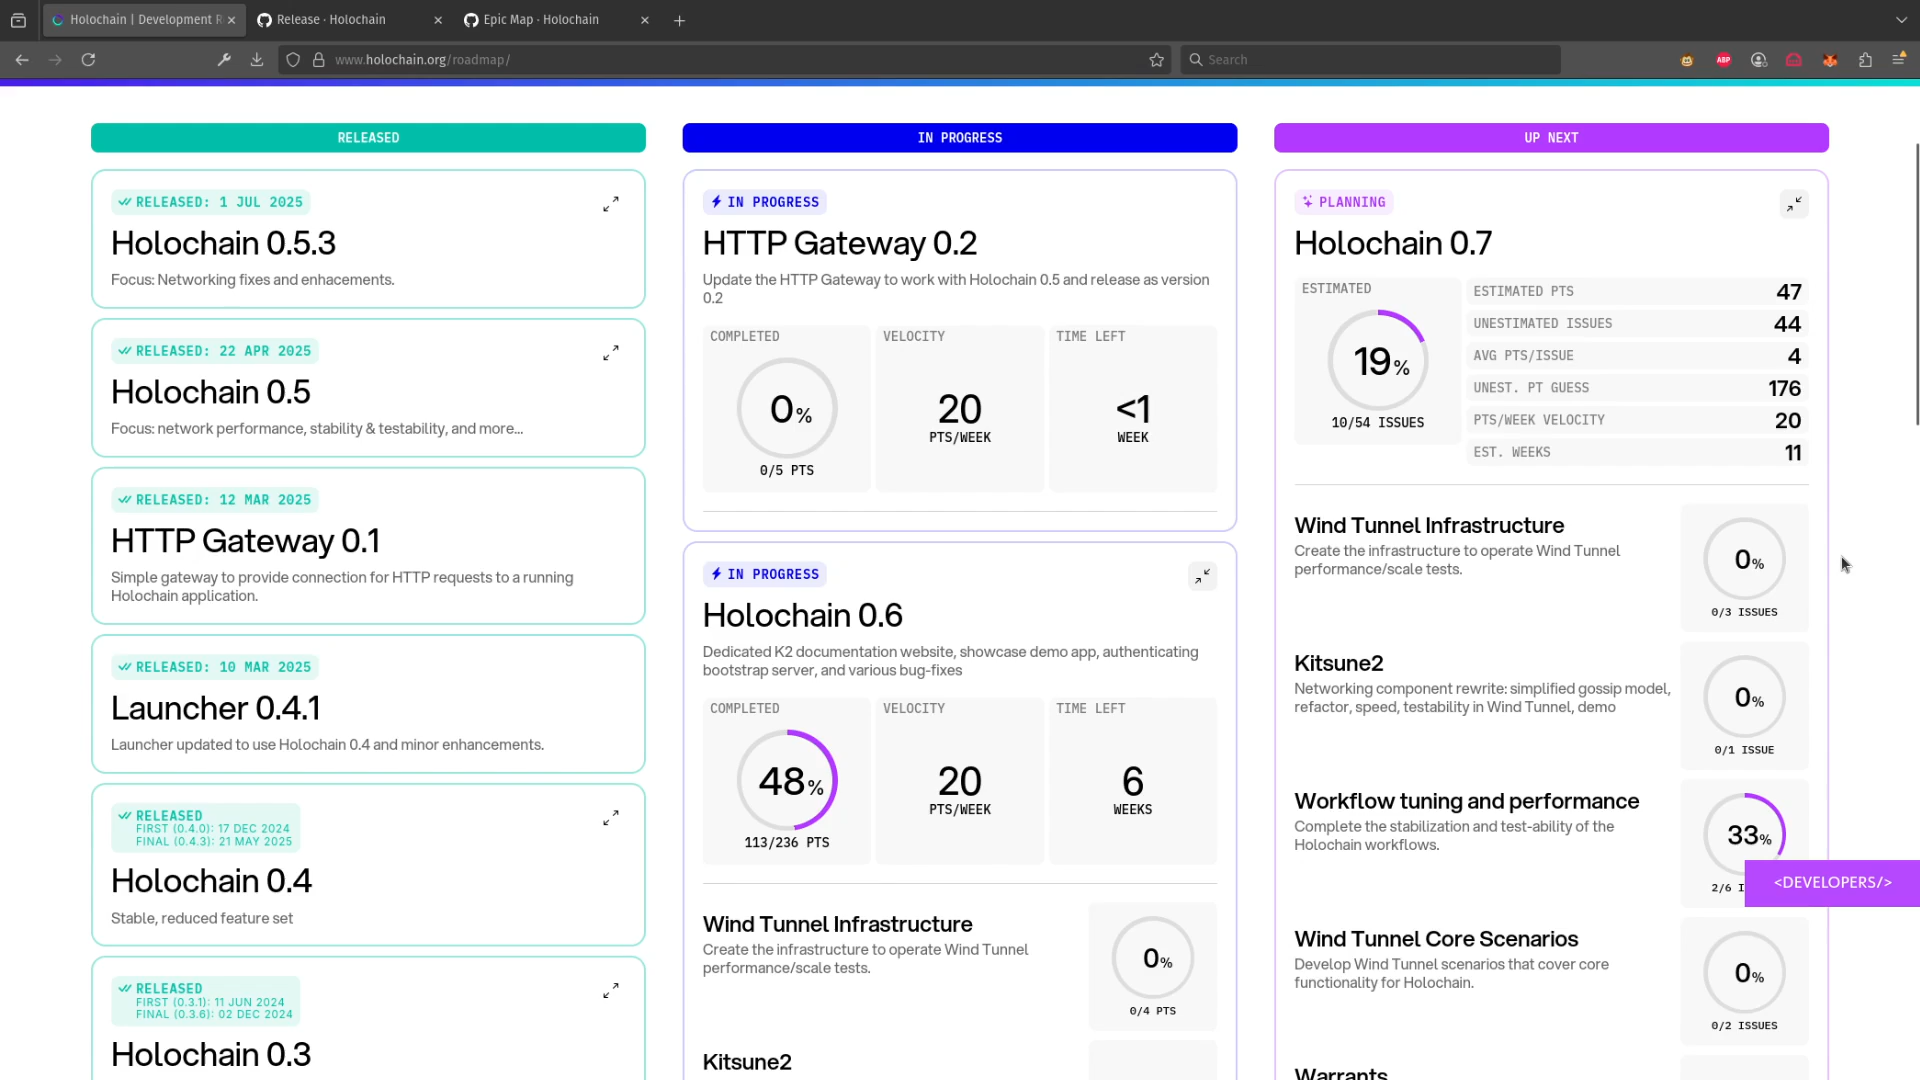 Holochain | Development R
Release · Holochain
Epic Map · Holochain
www.holochain.org/roadmap/
Search
ABP
RELEASED
RELEASED: 1 JUL 2025
Holochain 0.5.3
Focus: Networking fixes and enhacements.
RELEASED: 22 APR 2025
Holochain 0.5
Focus: network performance, stability & testability, and more...
RELEASED: 12 MAR 2025
HTTP Gateway 0.1
Simple gateway to provide connection for HTTP requests to a running
Holochain application.
RELEASED: 10 MAR 2025
Launcher 0.4.1
Launcher updated to use Holochain 0.4 and minor enhancements.
RELEASED
FIRST (0.4.0): 17 DEC 2024
FINAL (0.4.3): 21 MAY 2025
Holochain 0.4
Stable, reduced feature set
RELEASED
FIRST (0.3.1): 11 JUN 2024
FINAL (0.3.6): 02 DEC 2024
Holochain 0.3
IN PROGRESS
IN PROGRESS
HTTP Gateway 0.2
Update the HTTP Gateway to work with Holochain 0.5 and release as version
0.2
COMPLETED
0%
0/5 PTS
VELOCITY
20
PTS/WEEK
TIME LEFT
<1
WEEK
IN PROGRESS
Holochain 0.6
Dedicated K2 documentation website, showcase demo app, authenticating
bootstrap server, and various bug-fixes
COMPLETED
48%
113/236 PTS
VELOCITY
20
PTS/WEEK
TIME LEFT
6
WEEKS
Wind Tunnel Infrastructure
Create the infrastructure to operate Wind Tunnel
performance/scale tests.
0%
0/4 PTS
Kitsune2
UP NEXT
PLANNING
Holochain 0.7
ESTIMATED
19%
10/54 ISSUES
ESTIMATED PTS 47
UNESTIMATED ISSUES 44
AVG PTS/ISSUE 4
UNEST. PT GUESS 176
PTS/WEEK VELOCITY 20
EST. WEEKS 11
Wind Tunnel Infrastructure
Create the infrastructure to operate Wind Tunnel
performance/scale tests.
0%
0/3 ISSUES
Kitsune2
Networking component rewrite: simplified gossip model,
refactor, speed, testability in Wind Tunnel, demo
0%
0/1 ISSUE
Workflow tuning and performance
Complete the stabilization and test-ability of the
Holochain workflows.
33%
2/6 I
<DEVELOPERS/>
Wind Tunnel Core Scenarios
Develop Wind Tunnel scenarios that cover core
functionality for Holochain.
0%
0/2 ISSUES
Warrants